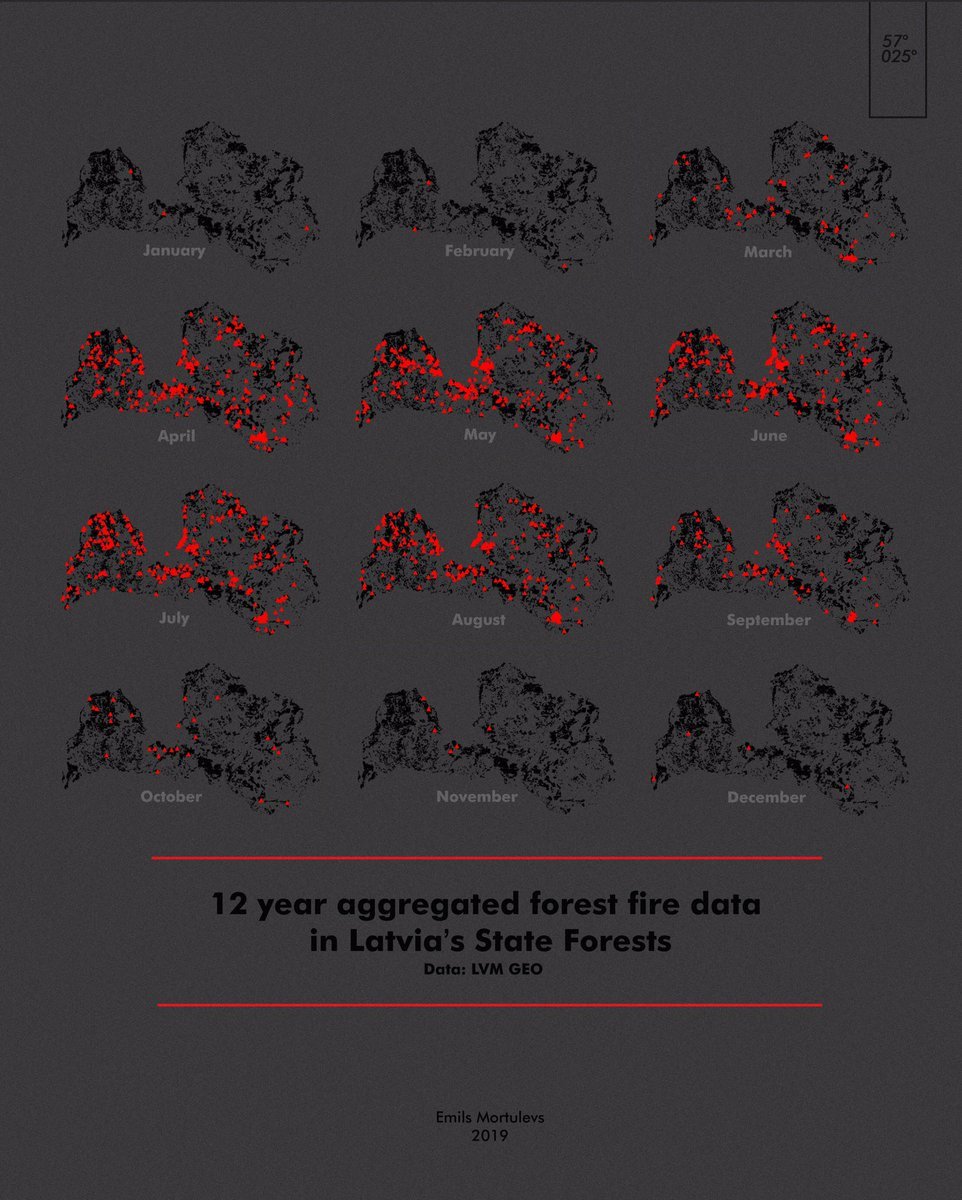 57°
025°
January
February
March
April
May
June
July
August
September
October
November
December
12 year aggregated forest fire data
in Latvia's State Forests
Data: LVM GEO
Emils Mortulevs
2019